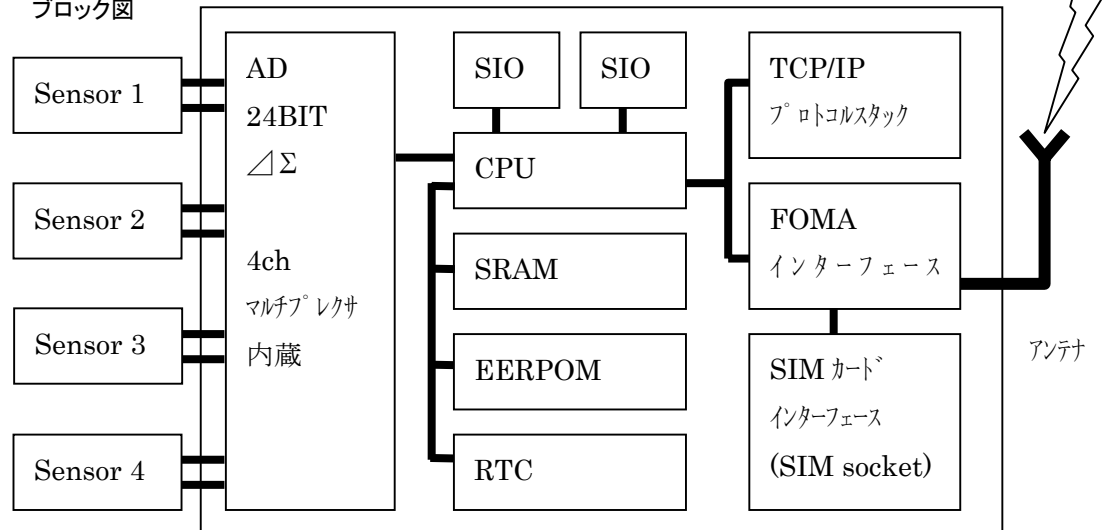 ブロック図
Sensor 1
Sensor 2
Sensor 3
Sensor 4
AD
24BIT
⊿Σ
4ch
マルチプレクサ
内蔵
SIO
SIO
CPU
SRAM
EERPOM
RTC
TCP/IP
プロトコルスタック
FOMA
インターフェース
SIM カード
インターフェース
(SIM socket)
アンテナ